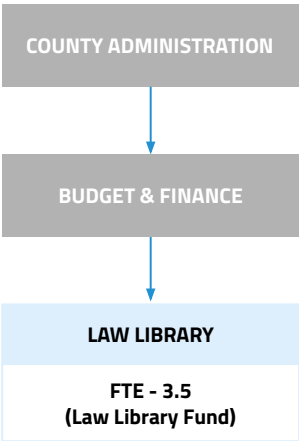 COUNTY ADMINISTRATION
BUDGET & FINANCE
LAW LIBRARY
FTE - 3.5
(Law Library Fund)